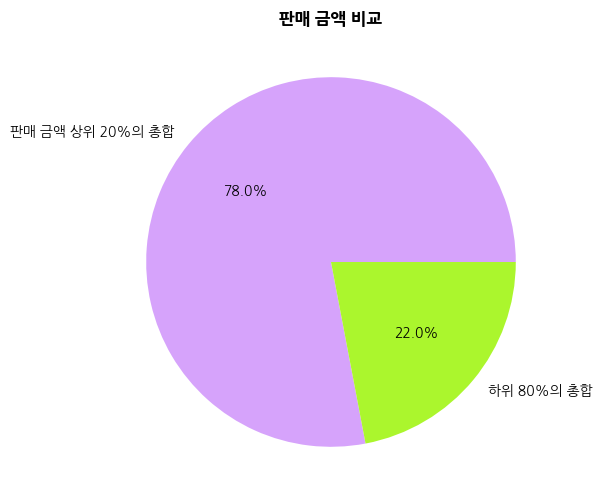 판매 금액 비교
판매 금액 상위 20%의 총합
78.0%
22.0%
하위 80%의 총합